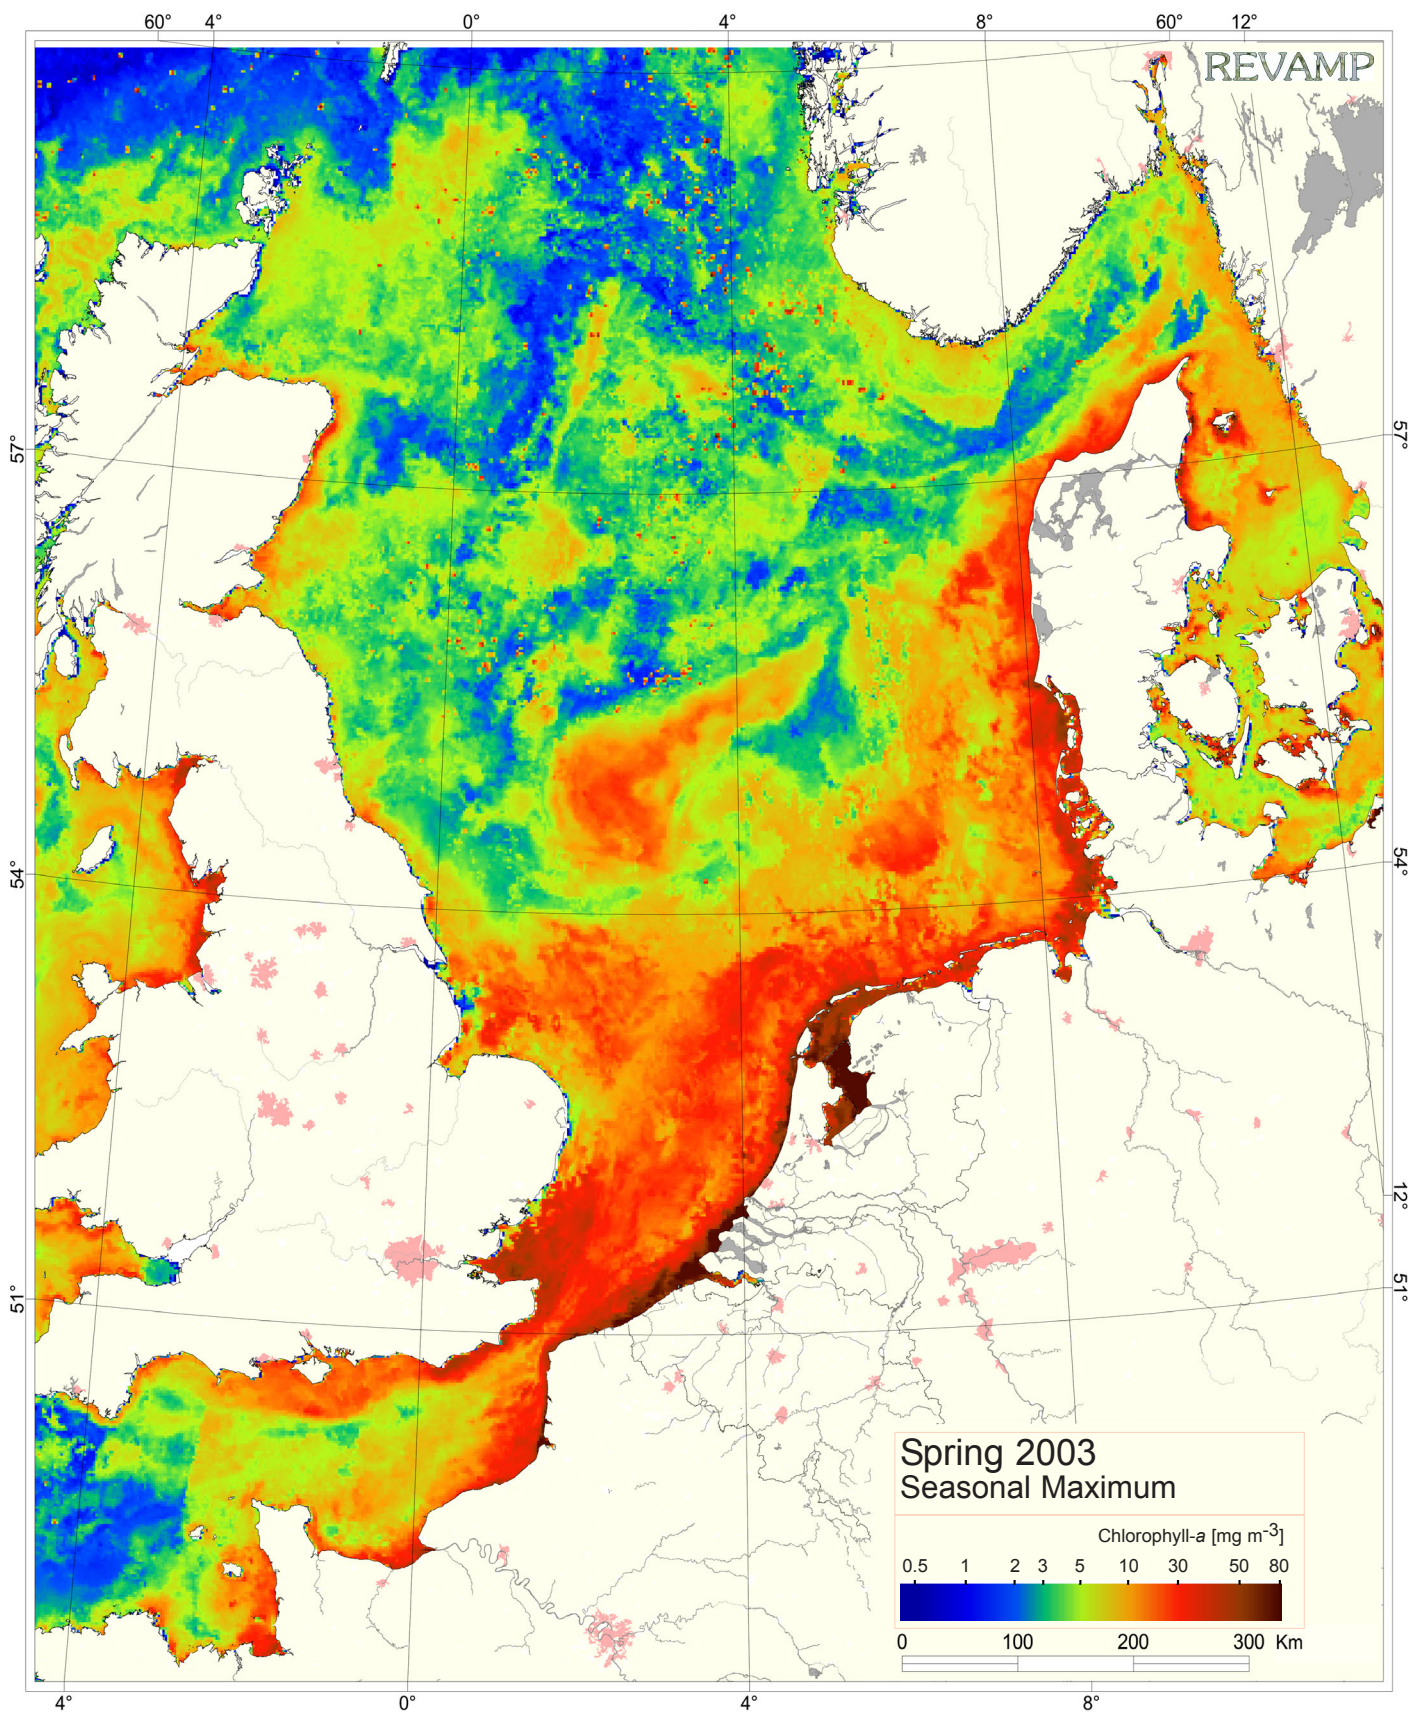 60° 4° 0° 4° 8° 60° 12°
REVAMP
57° 57°
54° 54°
12°
51° 51°
Spring 2003
Seasonal Maximum
Chlorophyll-a [mg m-3]
0.5 1 2 3 5 10 30 50 80
0 100 200 300 Km
4° 0° 4° 8°